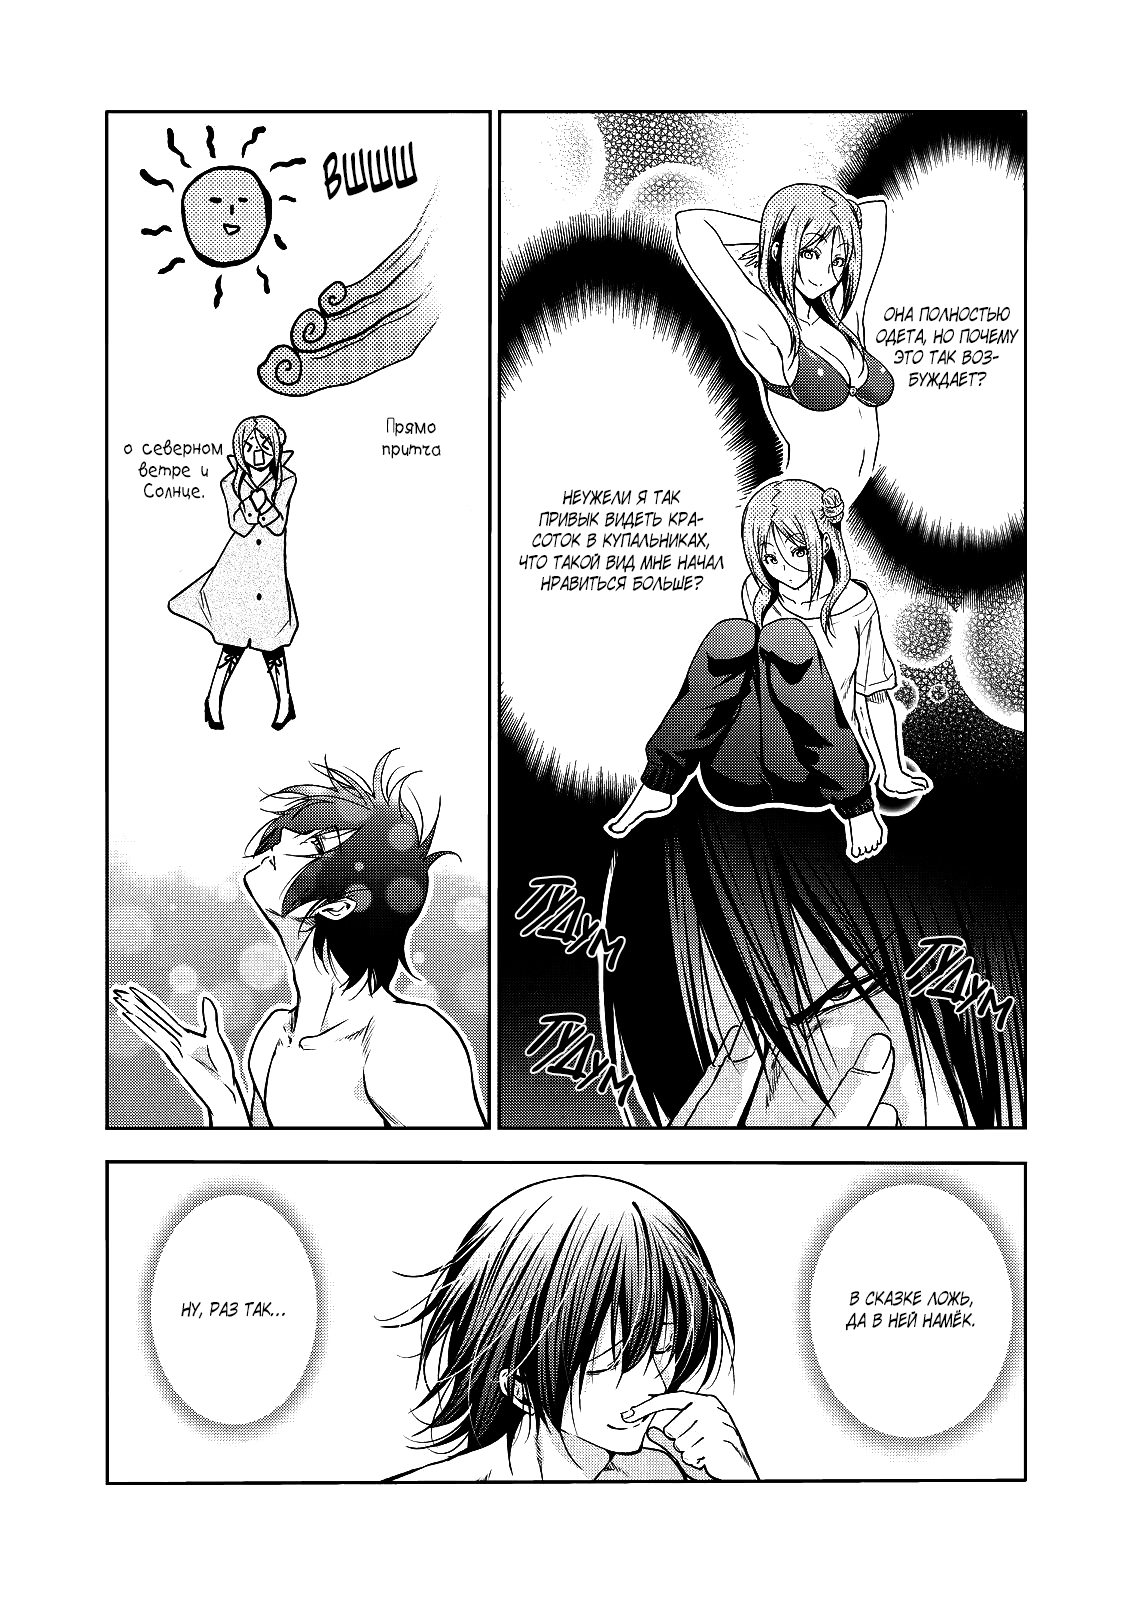 ОНА ПОЛНОСТЬЮ
ОДЕТА, НО ПОЧЕМУ
ЭТО ТАК ВОЗ-
БУЖДАЕТ?
НЕУЖЕЛИ Я ТАК
ПРИВЫК ВИДЕТЬ КРА-
СОТОК В КУПАЛЬНИКАХ,
ЧТО ТАКОЙ ВИД МНЕ НАЧАЛ
НРАВИТЬСЯ БОЛЬШЕ?
ТУДУМ
ТУДУМ
ТУДУМ
ВШШШ
Прямо
притча
о северном
ветре и
Солнце.
В СКАЗКЕ ЛОЖЬ,
ДА В НЕЙ НАМЁК.
НУ, РАЗ ТАК...